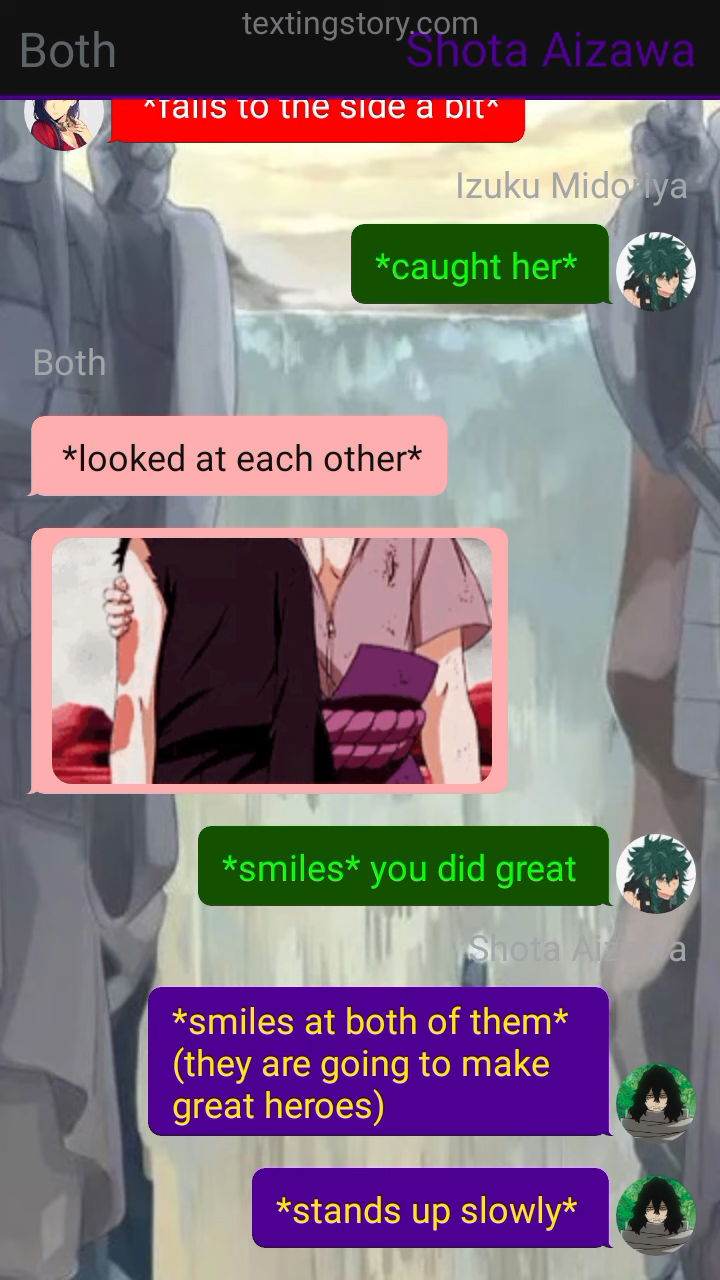 textingstory.com
Both
Shota Aizawa
*falls to the side a bit*
Izuku Midoriya
*caught her*
Both
*looked at each other*
*smiles* you did great
Shota Aizawa
*smiles at both of them*
(they are going to make
great heroes)
*stands up slowly*